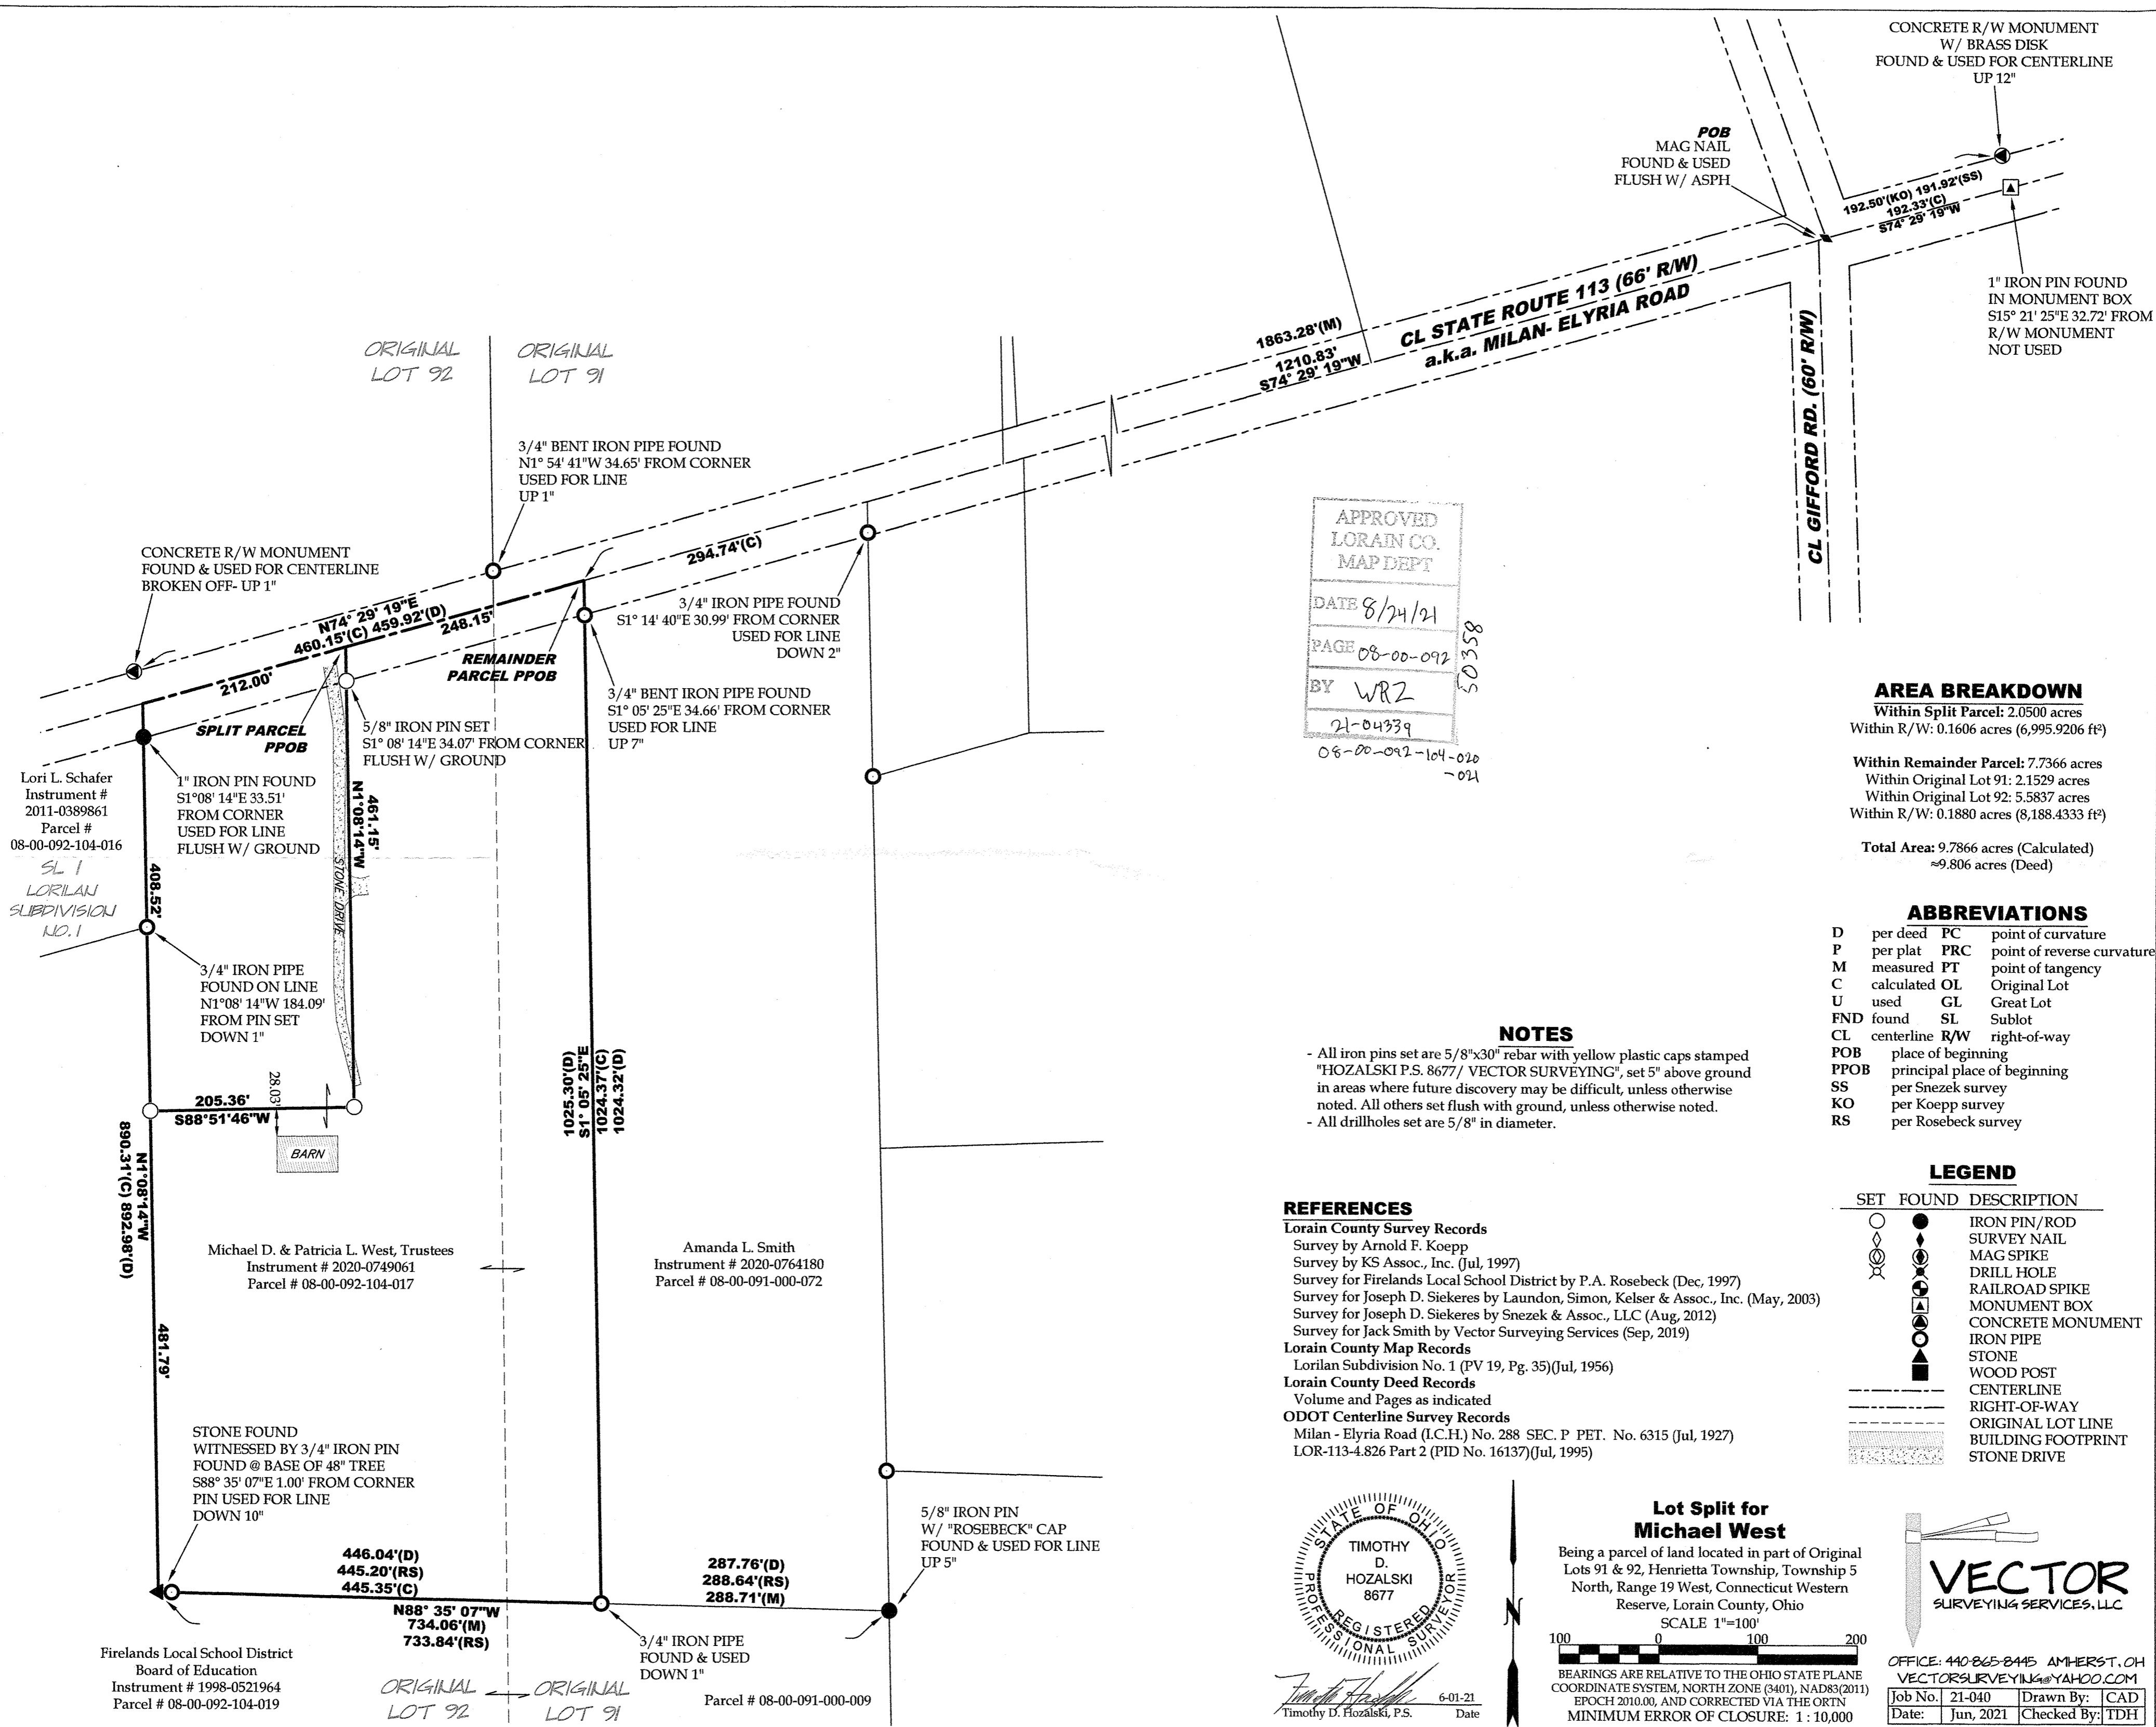 CONCRETE R/W MONUMENT
W/ BRASS DISK
FOUND & USED FOR CENTERLINE
UP 12"
POB
MAG NAIL
FOUND & USED
FLUSH W/ ASPH
192.50'(KO) 191.92'(SS)
192.33'(C)
S74° 29' 19"W
1" IRON PIN FOUND
IN MONUMENT BOX
S15° 21' 25"E 32.72' FROM
R/W MONUMENT
NOT USED
CL STATE ROUTE 113 (66' R/W)
a.k.a. MILAN- ELYRIA ROAD
1863.28'(M)
1210.83'
S74° 29' 19"W
CL GIFFORD RD. (60' R/W)
ORIGINAL
LOT 92
ORIGINAL
LOT 91
3/4" BENT IRON PIPE FOUND
N1° 54' 41"W 34.65' FROM CORNER
USED FOR LINE
UP 1"
CONCRETE R/W MONUMENT
FOUND & USED FOR CENTERLINE
BROKEN OFF- UP 1"
N74° 29' 19"E
460.15'(C) 459.92'(D)
248.15'
212.00'
294.74'(C)
3/4" IRON PIPE FOUND
S1° 14' 40"E 30.99' FROM CORNER
USED FOR LINE
DOWN 2"
REMAINDER
PARCEL PPOB
3/4" BENT IRON PIPE FOUND
S1° 05' 25"E 34.66' FROM CORNER
USED FOR LINE
UP 7"
SPLIT PARCEL
PPOB
5/8" IRON PIN SET
S1° 08' 14"E 34.07' FROM CORNER
FLUSH W/ GROUND
1" IRON PIN FOUND
S1°08' 14"E 33.51'
FROM CORNER
USED FOR LINE
FLUSH W/ GROUND
Lori L. Schafer
Instrument #
2011-0389861
Parcel #
08-00-092-104-016
SL 1
LORILAN
SUBDIVISION
NO. 1
408.52'
461.15'
N1°08'14"W
STONE DRIVE
3/4" IRON PIPE
FOUND ON LINE
N1°08' 14"W 184.09'
FROM PIN SET
DOWN 1"
205.36'
S88°51'46"W
28.03'
BARN
N1°08'14"W
890.31'(C) 892.98'(D)
481.79'
1025.30'(D)
S1° 05' 25"E
1024.37'(C)
1024.32'(D)
Michael D. & Patricia L. West, Trustees
Instrument # 2020-0749061
Parcel # 08-00-092-104-017
Amanda L. Smith
Instrument # 2020-0764180
Parcel # 08-00-091-000-072
STONE FOUND
WITNESSED BY 3/4" IRON PIN
FOUND @ BASE OF 48" TREE
S88° 35' 07"E 1.00' FROM CORNER
PIN USED FOR LINE
DOWN 10"
446.04'(D)
445.20'(RS)
445.35'(C)
N88° 35' 07"W
734.06'(M)
733.84'(RS)
287.76'(D)
288.64'(RS)
288.71'(M)
5/8" IRON PIN
W/ "ROSEBECK" CAP
FOUND & USED FOR LINE
UP 5"
3/4" IRON PIPE
FOUND & USED
DOWN 1"
Firelands Local School District
Board of Education
Instrument # 1998-0521964
Parcel # 08-00-092-104-019
ORIGINAL
LOT 92
ORIGINAL
LOT 91
Parcel # 08-00-091-000-009
APPROVED
LORAIN CO.
MAP DEPT
DATE 8/24/21
PAGE 08-00-092
BY WRZ
21-04339
08-00-092-104-020
-021
50358
AREA BREAKDOWN
Within Split Parcel: 2.0500 acres
Within R/W: 0.1606 acres (6,995.9206 ft²)
Within Remainder Parcel: 7.7366 acres
Within Original Lot 91: 2.1529 acres
Within Original Lot 92: 5.5837 acres
Within R/W: 0.1880 acres (8,188.4333 ft²)
Total Area: 9.7866 acres (Calculated)
≈9.806 acres (Deed)
ABBREVIATIONS
D per deed PC point of curvature
P per plat PRC point of reverse curvature
M measured PT point of tangency
C calculated OL Original Lot
U used GL Great Lot
FND found SL Sublot
CL centerline R/W right-of-way
POB place of beginning
PPOB principal place of beginning
SS per Snezek survey
KO per Koepp survey
RS per Rosebeck survey
NOTES
- All iron pins set are 5/8"x30" rebar with yellow plastic caps stamped
"HOZALSKI P.S. 8677/ VECTOR SURVEYING", set 5" above ground
in areas where future discovery may be difficult, unless otherwise
noted. All others set flush with ground, unless otherwise noted.
- All drillholes set are 5/8" in diameter.
LEGEND
SET FOUND DESCRIPTION
IRON PIN/ROD
SURVEY NAIL
MAG SPIKE
DRILL HOLE
RAILROAD SPIKE
MONUMENT BOX
CONCRETE MONUMENT
IRON PIPE
STONE
WOOD POST
CENTERLINE
RIGHT-OF-WAY
ORIGINAL LOT LINE
BUILDING FOOTPRINT
STONE DRIVE
REFERENCES
Lorain County Survey Records
Survey by Arnold F. Koepp
Survey by KS Assoc., Inc. (Jul, 1997)
Survey for Firelands Local School District by P.A. Rosebeck (Dec, 1997)
Survey for Joseph D. Siekeres by Laundon, Simon, Kelser & Assoc., Inc. (May, 2003)
Survey for Joseph D. Siekeres by Snezek & Assoc., LLC (Aug, 2012)
Survey for Jack Smith by Vector Surveying Services (Sep, 2019)
Lorain County Map Records
Lorilan Subdivision No. 1 (PV 19, Pg. 35)(Jul, 1956)
Lorain County Deed Records
Volume and Pages as indicated
ODOT Centerline Survey Records
Milan - Elyria Road (I.C.H.) No. 288 SEC. P PET. No. 6315 (Jul, 1927)
LOR-113-4.826 Part 2 (PID No. 16137)(Jul, 1995)
STATE OF OHIO
TIMOTHY
D.
HOZALSKI
8677
REGISTERED
PROFESSIONAL SURVEYOR
6-01-21
Timothy D. Hozalski, P.S. Date
N
Lot Split for
Michael West
Being a parcel of land located in part of Original
Lots 91 & 92, Henrietta Township, Township 5
North, Range 19 West, Connecticut Western
Reserve, Lorain County, Ohio
SCALE 1"=100'
100 0 100 200
BEARINGS ARE RELATIVE TO THE OHIO STATE PLANE
COORDINATE SYSTEM, NORTH ZONE (3401), NAD83(2011)
EPOCH 2010.00, AND CORRECTED VIA THE ORTN
MINIMUM ERROR OF CLOSURE: 1 : 10,000
VECTOR
SURVEYING SERVICES, LLC
OFFICE: 440-865-8445 AMHERST, OH
VECTORSURVEYING@YAHOO.COM
Job No. 21-040 Drawn By: CAD
Date: Jun, 2021 Checked By: TDH